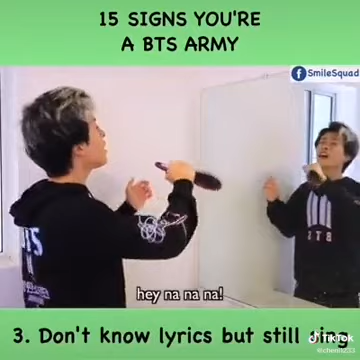 15 SIGNS YOU'RE
A BTS ARMY
SmileSquad
BTS
hey na na na!
3. Don't know lyrics but still sing
TikTok